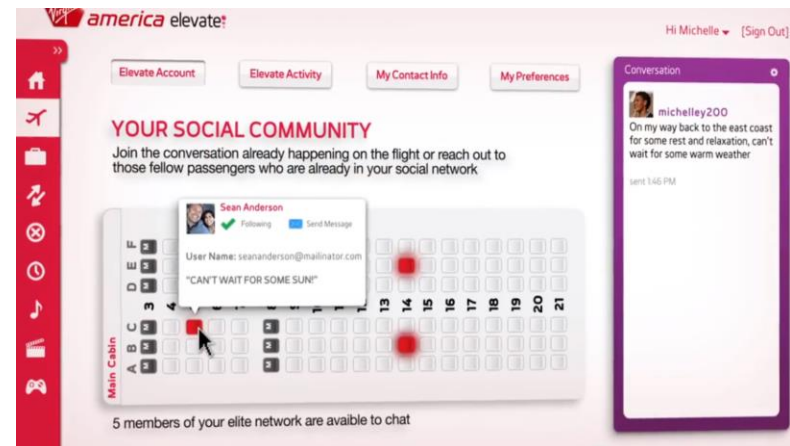 Virgin america elevate
Hi Michelle [Sign Out]
Elevate Account
Elevate Activity
My Contact Info
My Preferences
YOUR SOCIAL COMMUNITY
Join the conversation already happening on the flight or reach out to
those fellow passengers who are already in your social network
Sean Anderson
Following
Send Message
User Name: seananderson@mailinator.com
"CAN'T WAIT FOR SOME SUN!"
F
E
D
3 4 13 14 15 16 17 18 19 20 21
C
B
A
Main Cabin
5 members of your elite network are avaible to chat
Conversation
michelley200
On my way back to the east coast
for some rest and relaxation, can't
wait for some warm weather
sent 1:46 PM